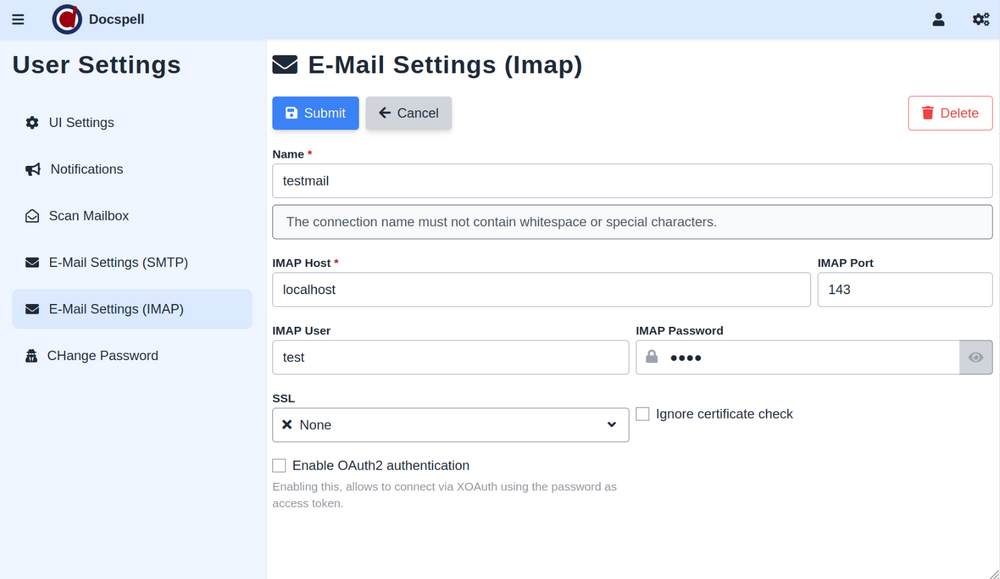 Docspell
User Settings
UI Settings
Notifications
Scan Mailbox
E-Mail Settings (SMTP)
E-Mail Settings (IMAP)
CHange Password
E-Mail Settings (Imap)
Submit
Cancel
Delete
Name *
testmail
The connection name must not contain whitespace or special characters.
IMAP Host *
IMAP Port
localhost
143
IMAP User
IMAP Password
test
●●●●
SSL
None
Ignore certificate check
Enable OAuth2 authentication
Enabling this, allows to connect via XOAuth using the password as
access token.